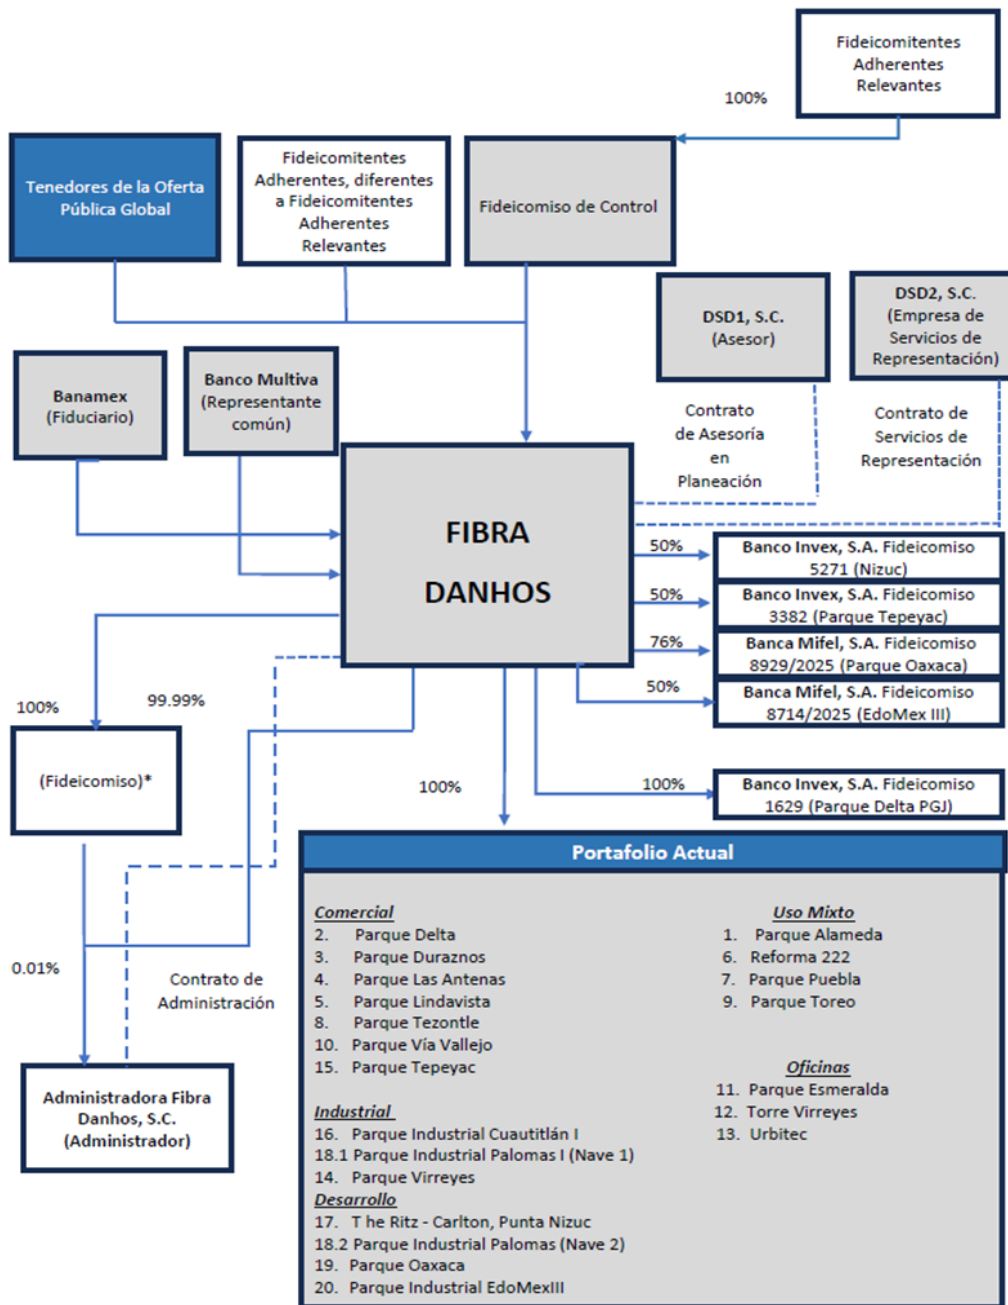 Fideicomitentes
Adherentes
Relevantes
100%
Tenedores de la Oferta
Pública Global
Fideicomitentes
Adherentes, diferentes
a Fideicomitentes
Adherentes
Relevantes
Fideicomiso de Control
DSD1, S.C.
(Asesor)
DSD2, S.C.
(Empresa de
Servicios de
Representación)
Banamex
(Fiduciario)
Banco Multiva
(Representante
común)
Contrato
de Asesoría
en
Planeación
Contrato de
Servicios de
Representación
FIBRA
DANHOS
50%
Banco Invex, S.A. Fideicomiso
5271 (Nizuc)
50%
Banco Invex, S.A. Fideicomiso
3382 (Parque Tepeyac)
76%
Banca Mifel, S.A. Fideicomiso
8929/2025 (Parque Oaxaca)
50%
Banca Mifel, S.A. Fideicomiso
8714/2025 (EdoMex III)
100%
99.99%
(Fideicomiso)*
100%
100%
Banco Invex, S.A. Fideicomiso
1629 (Parque Delta PGJ)
0.01%
Contrato de
Administración
Administradora Fibra
Danhos, S.C.
(Administrador)
Portafolio Actual
Comercial
2. Parque Delta
3. Parque Duraznos
4. Parque Las Antenas
5. Parque Lindavista
8. Parque Tezontle
10. Parque Vía Vallejo
15. Parque Tepeyac
Industrial
16. Parque Industrial Cuautitlán I
18.1 Parque Industrial Palomas I (Nave 1)
14. Parque Virreyes
Desarrollo
17. T he Ritz - Carlton, Punta Nizuc
18.2 Parque Industrial Palomas (Nave 2)
19. Parque Oaxaca
20. Parque Industrial EdoMexIII
Uso Mixto
1. Parque Alameda
6. Reforma 222
7. Parque Puebla
9. Parque Toreo
Oficinas
11. Parque Esmeralda
12. Torre Virreyes
13. Urbitec